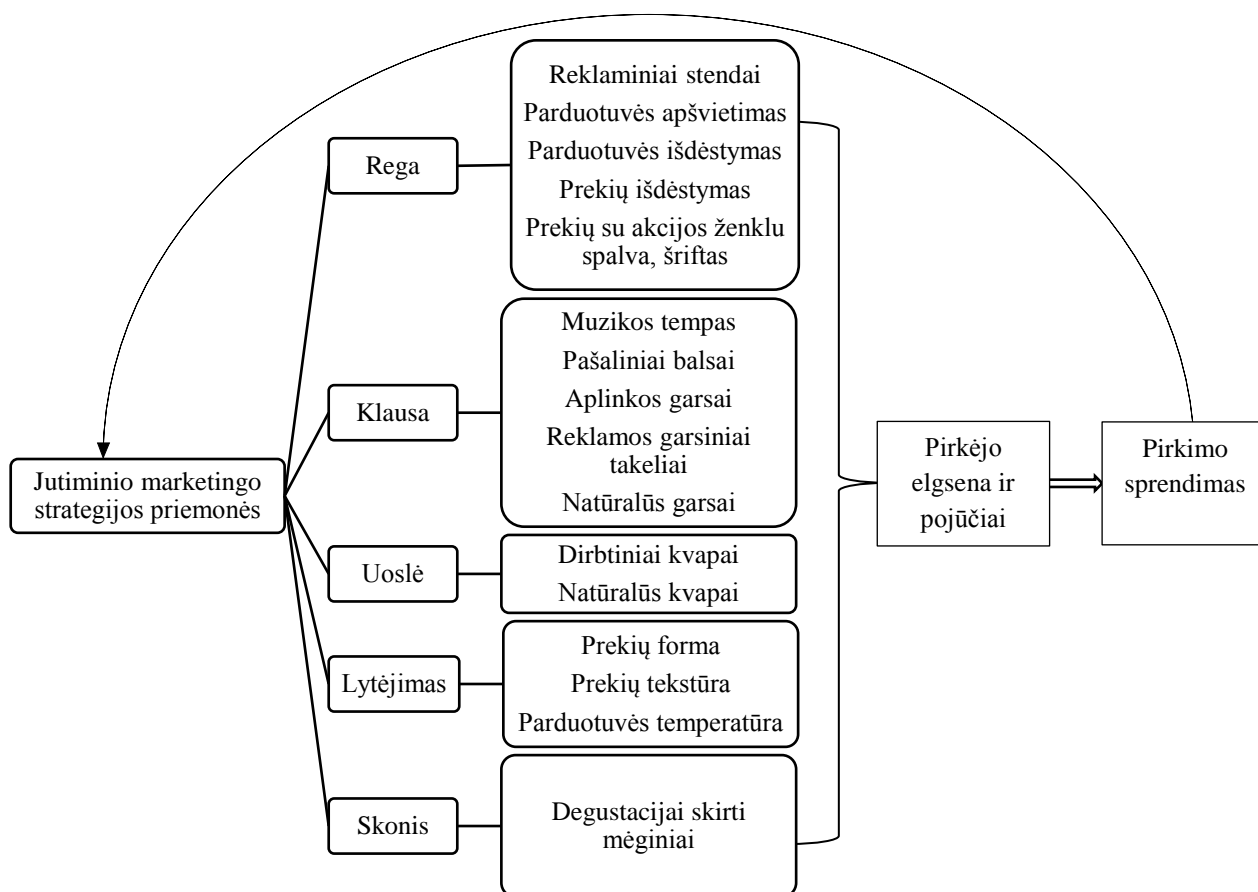 Jutiminio marketingo
strategijos priemonės
Rega
Reklaminiai stendai
Parduotuvės apšvietimas
Parduotuvės išdėstymas
Prekių išdėstymas
Prekių su akcijos ženklu
spalva, šriftas
Klausa
Muzikos tempas
Pašaliniai balsai
Aplinkos garsai
Reklamos garsiniai
takeliai
Natūralūs garsai
Uoslė
Dirbtiniai kvapai
Natūralūs kvapai
Lytėjimas
Prekių forma
Prekių tekstūra
Parduotuvės temperatūra
Skonis
Degustacijai skirti
mėginiai
Pirkėjo
elgsena ir
pojūčiai
Pirkimo
sprendimas